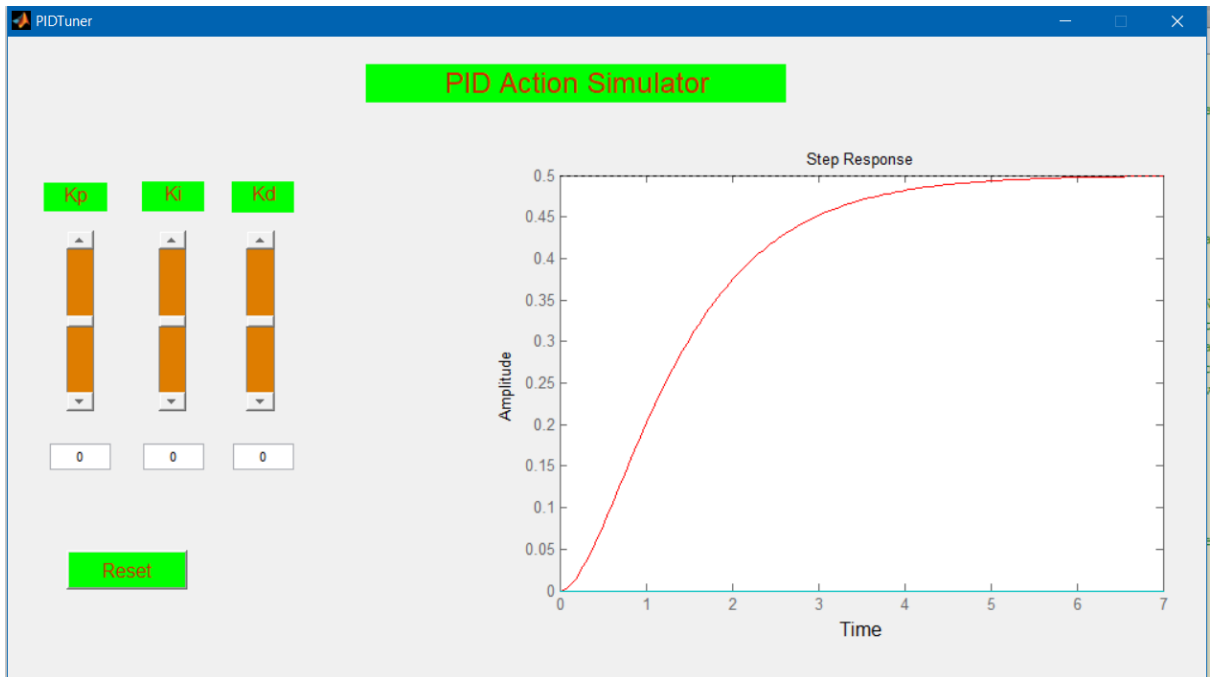 PIDTuner
PID Action Simulator
Kp Ki Kd
0 0 0
Reset
Step Response
Amplitude
0.5
0.45
0.4
0.35
0.3
0.25
0.2
0.15
0.1
0.05
0
0 1 2 3 4 5 6 7
Time